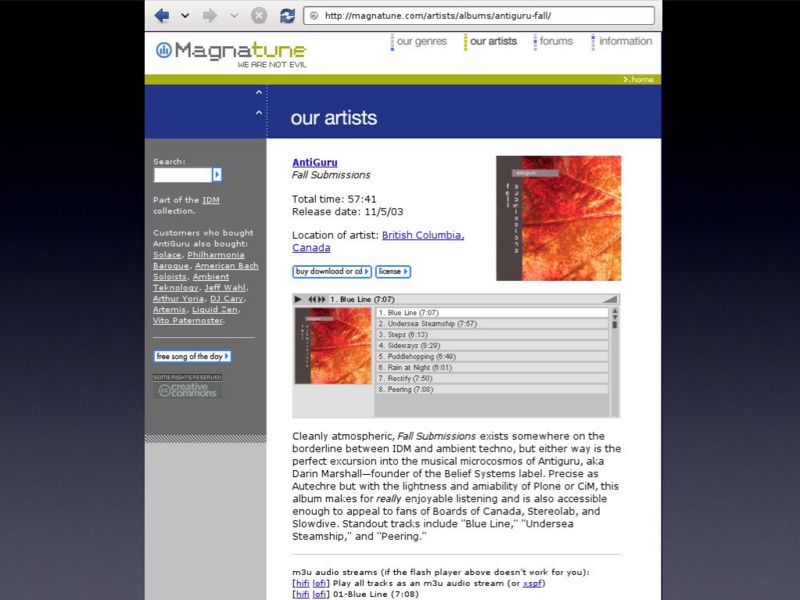 http://magnatune.com/artists/albums/antiguru-fall/
Magnatune
WE ARE NOT EVIL
our genres
our artists
forums
information
>.home
our artists
Search:
Part of the IDM
collection.
Customers who bought
AntiGuru also bought:
Solace, Philharmonia
Baroque, American Bach
Soloists, Ambient
Teknology, Jeff Wahl,
Arthur Yoria, DJ Cary,
Artemis, Liquid Zen,
Vito Paternoster.
free song of the day
SOME RIGHTS RESERVED
cc creative
commons
AntiGuru
Fall Submissions
Total time: 57:41
Release date: 11/5/03
Location of artist: British Columbia,
Canada
buy download or cd
license
antiguru
fall
submissions
1. Blue Line (7:07)
1. Blue Line (7:07)
2. Undersea Steamship (7:57)
3. Steps (6:13)
4. Sideways (8:29)
5. Puddlehopping (6:49)
6. Rain at Night (6:01)
7. Rectify (7:50)
8. Peering (7:08)
Cleanly atmospheric, Fall Submissions exists somewhere on the
borderline between IDM and ambient techno, but either way is the
perfect excursion into the musical microcosmos of Antiguru, aka
Darin Marshall—founder of the Belief Systems label. Precise as
Autechre but with the lightness and amiability of Plone or CiM, this
album makes for really enjoyable listening and is also accessible
enough to appeal to fans of Boards of Canada, Stereolab, and
Slowdive. Standout tracks include "Blue Line," "Undersea
Steamship," and "Peering."
m3u audio streams (if the flash player above doesn't work for you):
[hifi lofi] Play all tracks as an m3u audio stream (or xspf)
[hifi lofi] 01-Blue Line (7:08)